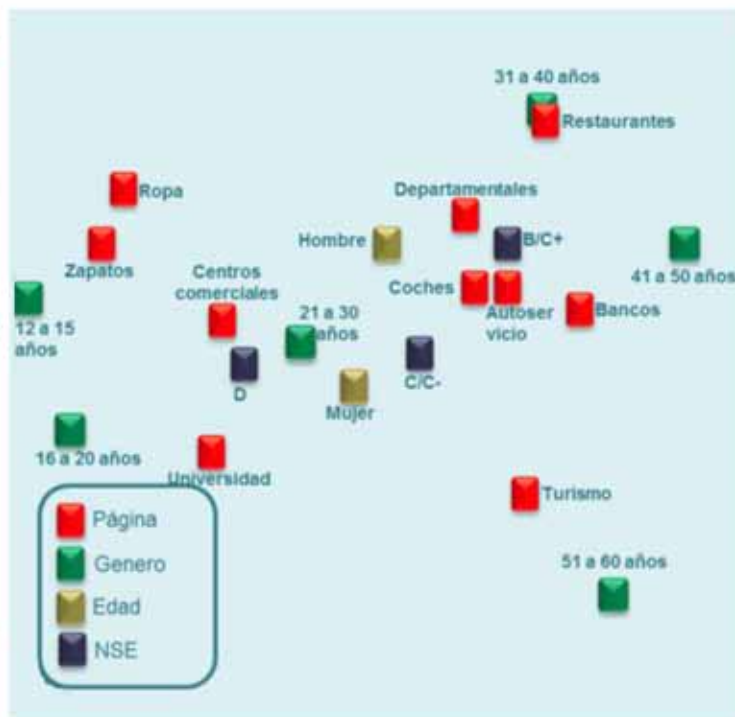 31 a 40 años
Restaurantes
Ropa
Departamentales
Hombre
B/C+
Zapatos
Centros
comerciales
41 a 50 años
Coches
Autoser
vicio
Bancos
12 a 15
años
21 a 30
años
D
C/C-
Mujer
16 a 20 años
Universidad
Turismo
Página
Genero
Edad
NSE
51 a 60 años